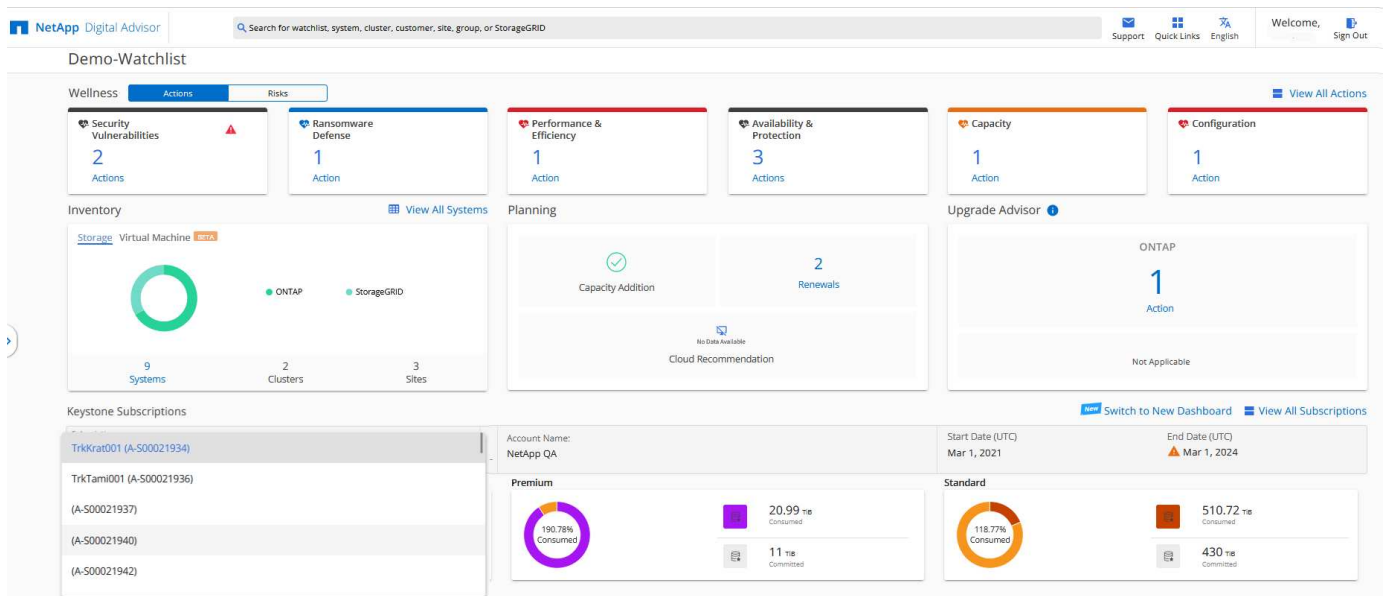 NetApp Digital Advisor
Search for watchlist, system, cluster, customer, site, group, or StorageGRID
Support
Quick Links
English
Welcome,
Sign Out
Demo-Watchlist
Wellness
Actions
Risks
View All Actions
Security
Vulnerabilities
2
Actions
Ransomware
Defense
1
Action
Performance &
Efficiency
1
Action
Availability &
Protection
3
Actions
Capacity
1
Action
Configuration
1
Action
Inventory
View All Systems
Storage
Virtual Machine
BETA
ONTAP
StorageGRID
9
Systems
2
Clusters
3
Sites
Planning
Capacity Addition
2
Renewals
No Data Available
Cloud Recommendation
Upgrade Advisor
ONTAP
1
Action
Not Applicable
Keystone Subscriptions
New
Switch to New Dashboard
View All Subscriptions
TrkKrat001 (A-S00021934)
TrkTami001 (A-S00021936)
(A-S00021937)
(A-S00021940)
(A-S00021942)
Account Name:
NetApp QA
Start Date (UTC)
Mar 1, 2021
End Date (UTC)
Mar 1, 2024
Premium
190.78%
Consumed
20.99 TiB
Consumed
11 TiB
Committed
Standard
118.77%
Consumed
510.72 TiB
Consumed
430 TiB
Committed